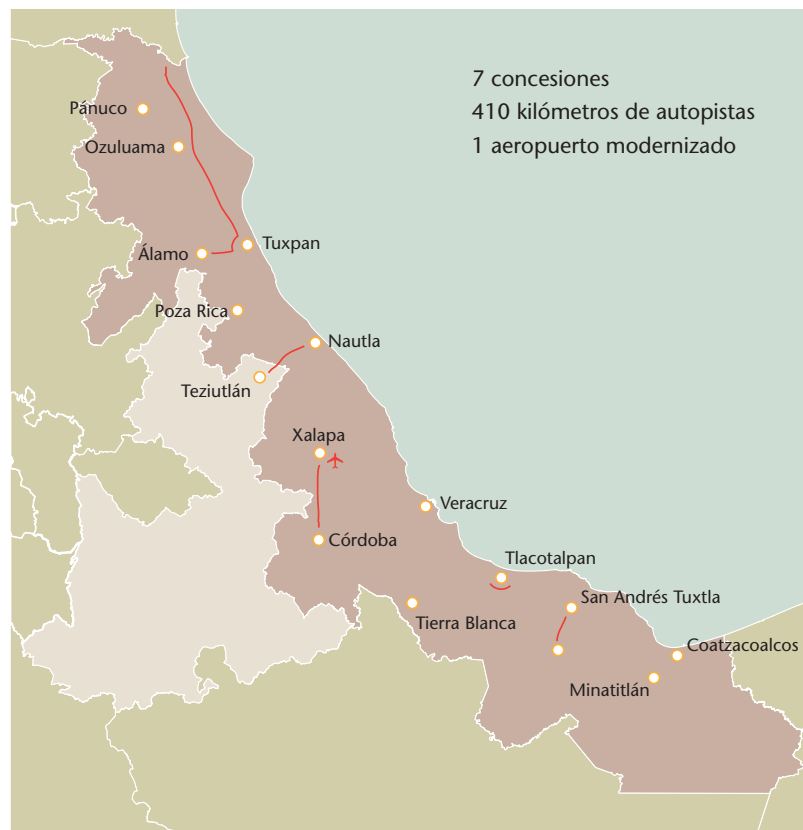 7 concesiones
410 kilómetros de autopistas
1 aeropuerto modernizado
Pánuco
Ozuluama
Tuxpan
Álamo
Poza Rica
Nautla
Teziutlán
Xalapa
Veracruz
Córdoba
Tlacotalpan
San Andrés Tuxtla
Tierra Blanca
Coatzacoalcos
Minatitlán